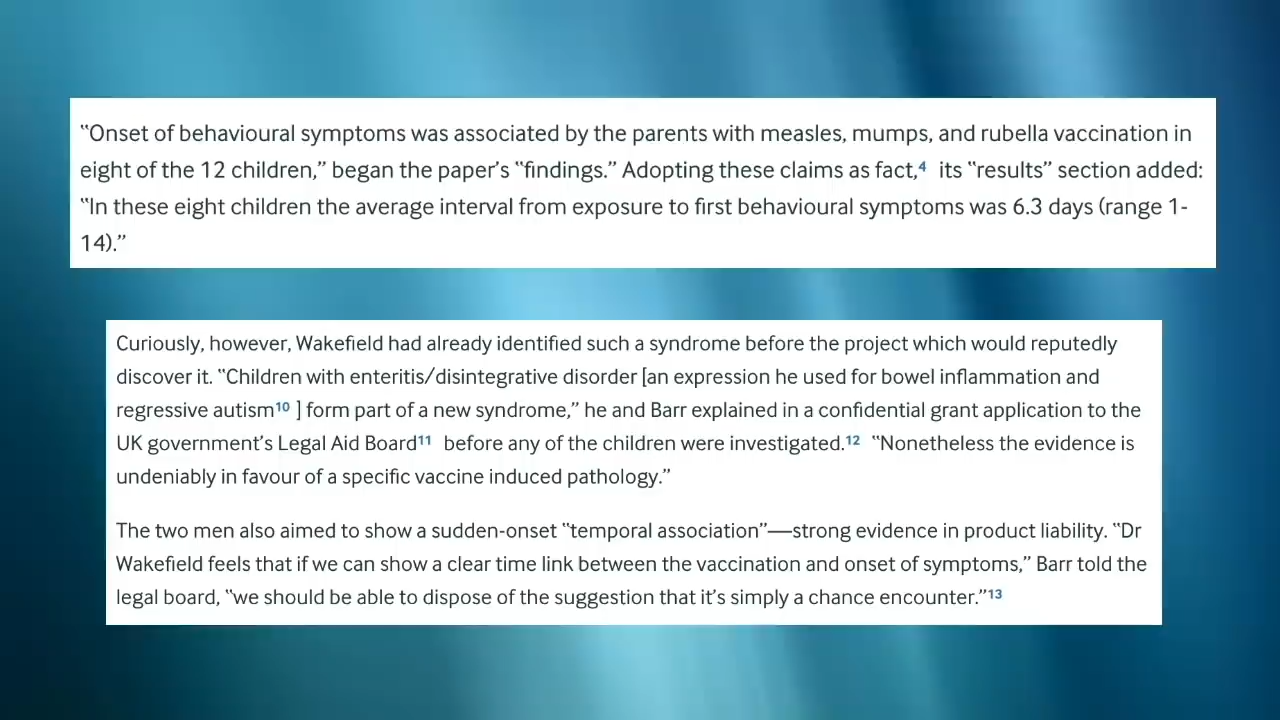 “Onset of behavioural symptoms was associated by the parents with measles, mumps, and rubella vaccination in
eight of the 12 children,” began the paper’s “findings.” Adopting these claims as fact,4 its “results” section added:
“In these eight children the average interval from exposure to first behavioural symptoms was 6.3 days (range 1-
14).”
Curiously, however, Wakefield had already identified such a syndrome before the project which would reputedly
discover it. “Children with enteritis/disintegrative disorder [an expression he used for bowel inflammation and
regressive autism10 ] form part of a new syndrome,” he and Barr explained in a confidential grant application to the
UK government’s Legal Aid Board11 before any of the children were investigated.12 “Nonetheless the evidence is
undeniably in favour of a specific vaccine induced pathology.”
The two men also aimed to show a sudden-onset “temporal association”—strong evidence in product liability. “Dr
Wakefield feels that if we can show a clear time link between the vaccination and onset of symptoms,” Barr told the
legal board, “we should be able to dispose of the suggestion that it’s simply a chance encounter.”13